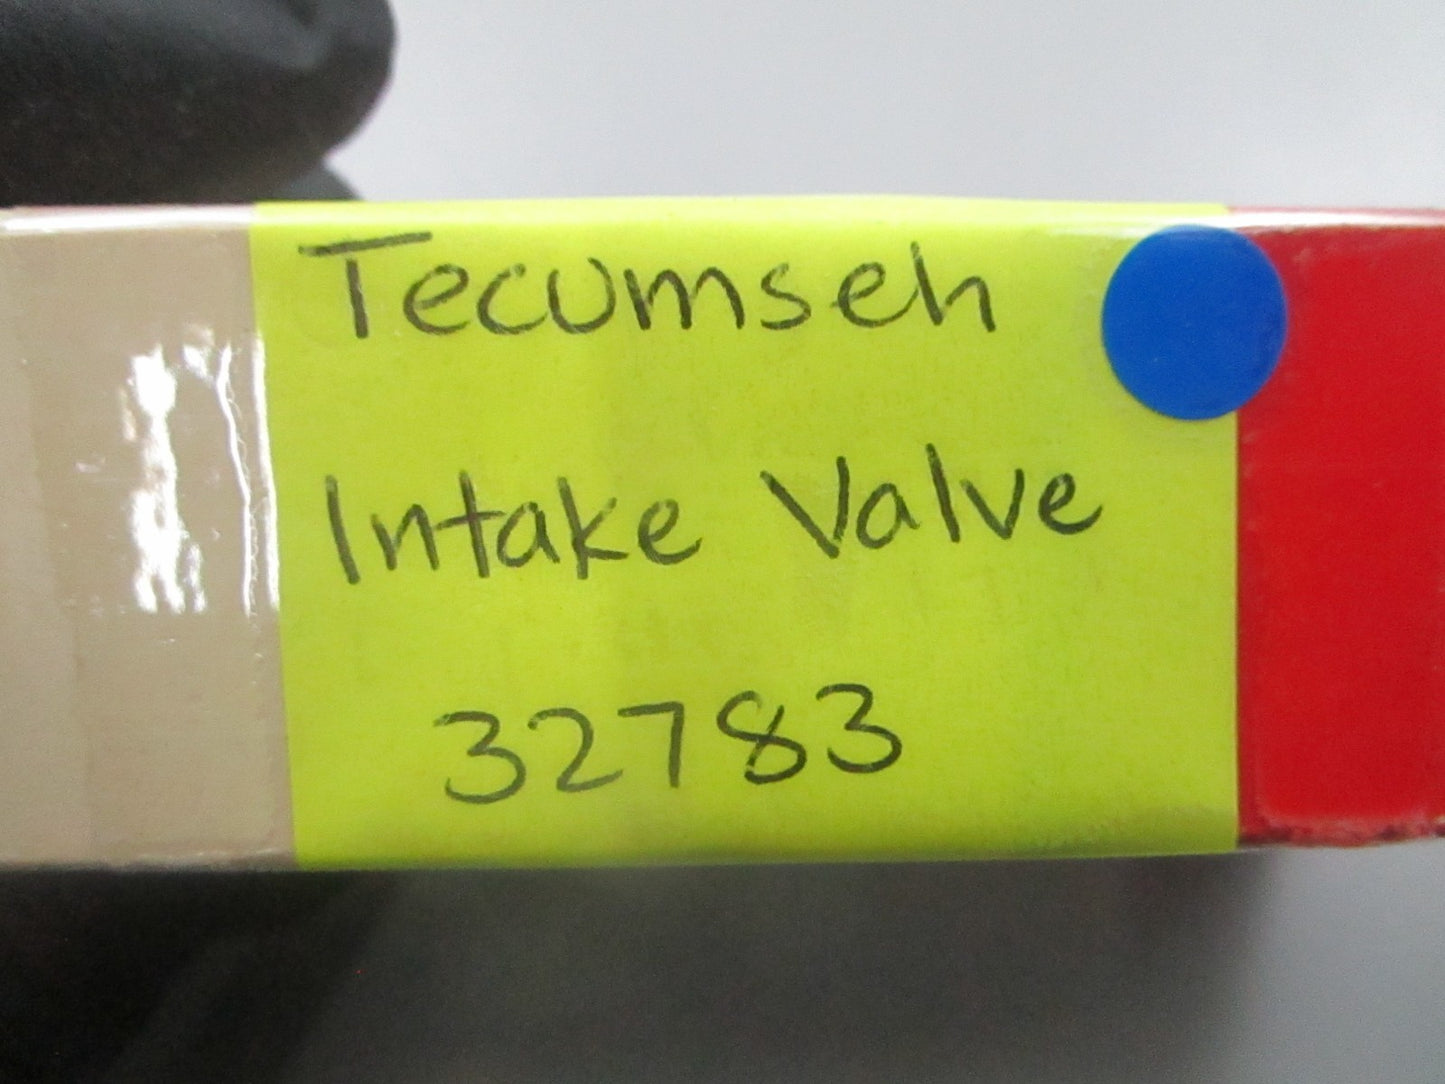 Tecumseh
Intake Valve
32783